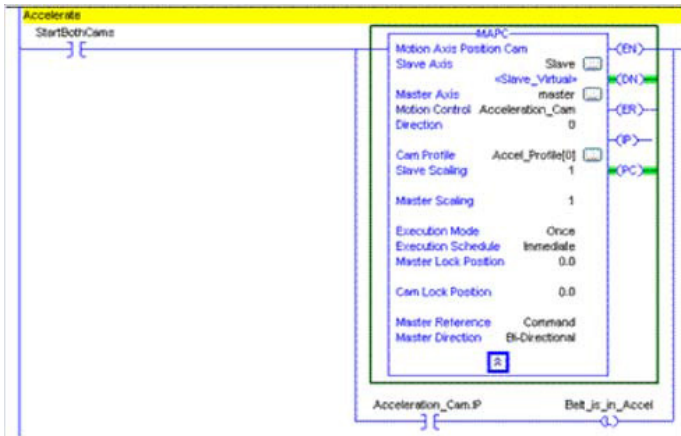 Accelerate
StartBothCams
MAPC
Motion Axis Position Cam
Slave Axis Slave ...
<Slave_Virtual>
Master Axis master ...
Motion Control Acceleration_Cam
Direction 0
Cam Profile Accel_Profile[0] ...
Slave Scaling 1
Master Scaling 1
Execution Mode Once
Execution Schedule Immediate
Master Lock Position 0.0
Cam Lock Position 0.0
Master Reference Command
Master Direction Bi-Directional
EN
DN
ER
IP
PC
Acceleration_Cam.IP Belt_is_in_Accel
L